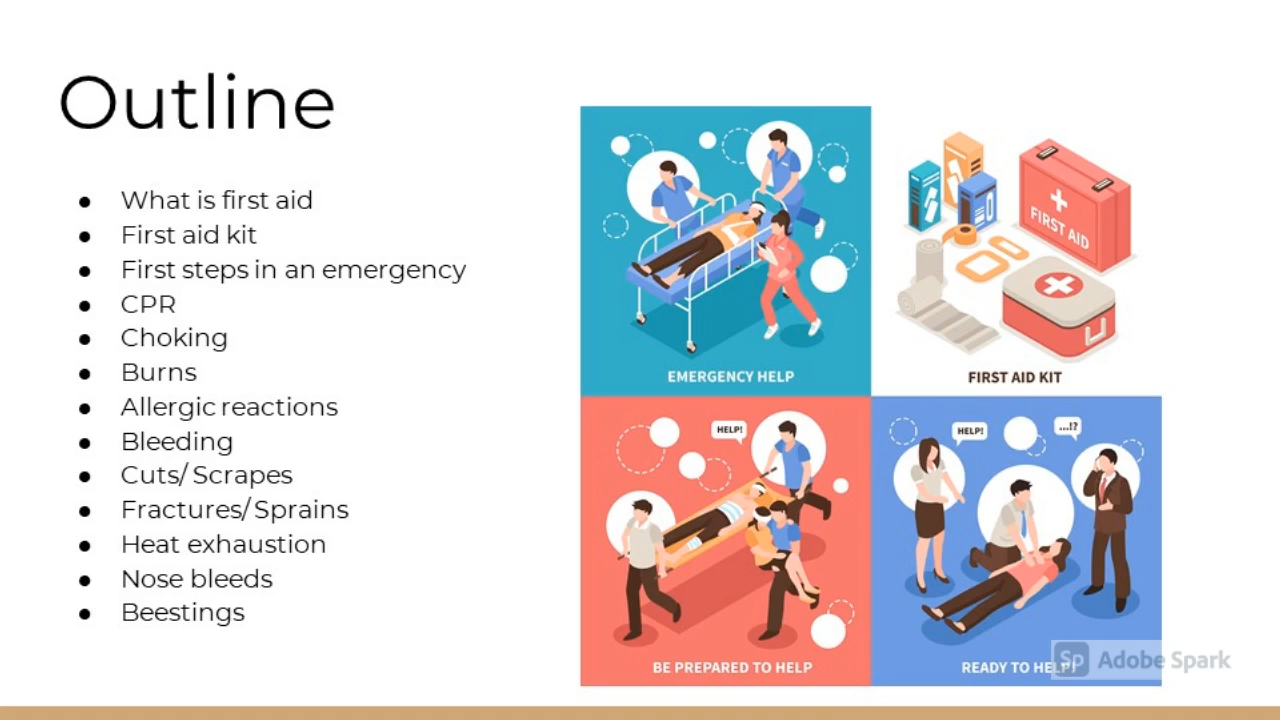 Outline
● What is first aid
● First aid kit
● First steps in an emergency
● CPR
● Choking
● Burns
● Allergic reactions
● Bleeding
● Cuts/ Scrapes
● Fractures/ Sprains
● Heat exhaustion
● Nose bleeds
● Beestings
EMERGENCY HELP
FIRST AID
FIRST AID KIT
HELP!
BE PREPARED TO HELP
HELP!
...!?
READY TO HELP!
Sp Adobe Spark